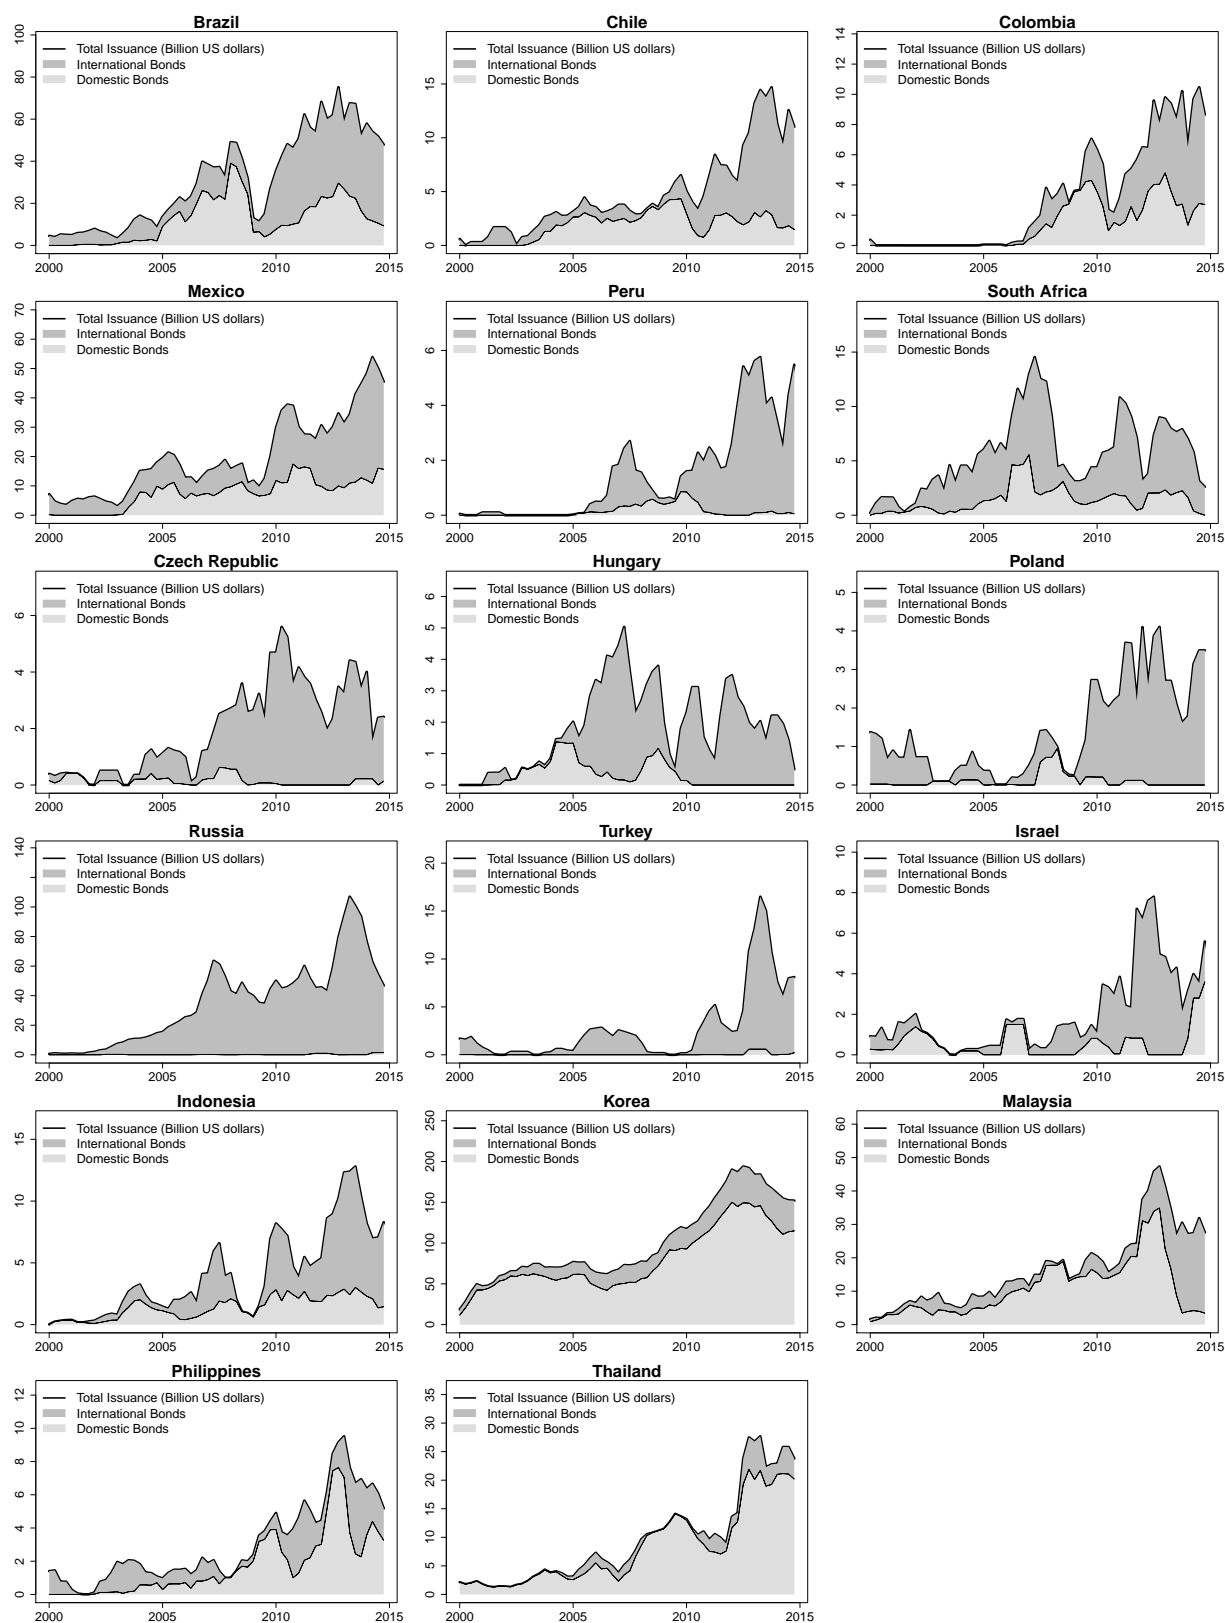 Brazil
Total Issuance (Billion US dollars)
International Bonds
Domestic Bonds
0 20 40 60 80 100
2000 2005 2010 2015
Chile
Total Issuance (Billion US dollars)
International Bonds
Domestic Bonds
0 5 10 15
2000 2005 2010 2015
Colombia
Total Issuance (Billion US dollars)
International Bonds
Domestic Bonds
0 2 4 6 8 10 12 14
2000 2005 2010 2015
Mexico
Total Issuance (Billion US dollars)
International Bonds
Domestic Bonds
0 10 20 30 40 50 60 70
2000 2005 2010 2015
Peru
Total Issuance (Billion US dollars)
International Bonds
Domestic Bonds
0 2 4 6
2000 2005 2010 2015
South Africa
Total Issuance (Billion US dollars)
International Bonds
Domestic Bonds
0 5 10 15
2000 2005 2010 2015
Czech Republic
Total Issuance (Billion US dollars)
International Bonds
Domestic Bonds
0 2 4 6
2000 2005 2010 2015
Hungary
Total Issuance (Billion US dollars)
International Bonds
Domestic Bonds
0 1 2 3 4 5 6
2000 2005 2010 2015
Poland
Total Issuance (Billion US dollars)
International Bonds
Domestic Bonds
0 1 2 3 4 5
2000 2005 2010 2015
Russia
Total Issuance (Billion US dollars)
International Bonds
Domestic Bonds
0 20 40 60 80 100 140
2000 2005 2010 2015
Turkey
Total Issuance (Billion US dollars)
International Bonds
Domestic Bonds
0 5 10 15 20
2000 2005 2010 2015
Israel
Total Issuance (Billion US dollars)
International Bonds
Domestic Bonds
0 2 4 6 8 10
2000 2005 2010 2015
Indonesia
Total Issuance (Billion US dollars)
International Bonds
Domestic Bonds
0 5 10 15
2000 2005 2010 2015
Korea
Total Issuance (Billion US dollars)
International Bonds
Domestic Bonds
0 50 100 150 200 250
2000 2005 2010 2015
Malaysia
Total Issuance (Billion US dollars)
International Bonds
Domestic Bonds
0 10 20 30 40 50 60
2000 2005 2010 2015
Philippines
Total Issuance (Billion US dollars)
International Bonds
Domestic Bonds
0 2 4 6 8 10 12
2000 2005 2010 2015
Thailand
Total Issuance (Billion US dollars)
International Bonds
Domestic Bonds
0 5 10 15 20 25 30 35
2000 2005 2010 2015